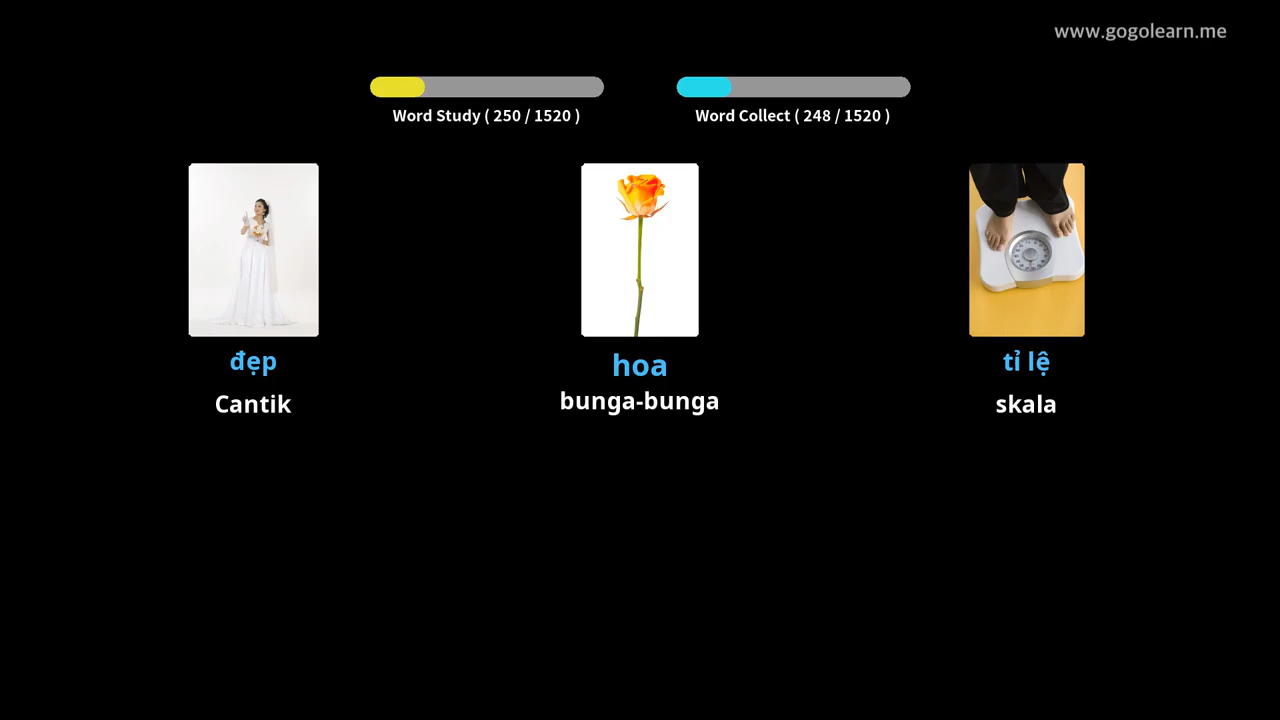 www.gogolearn.me
Word Study ( 250 / 1520 )
Word Collect ( 248 / 1520 )
đẹp
Cantik
hoa
bunga-bunga
tỉ lệ
skala